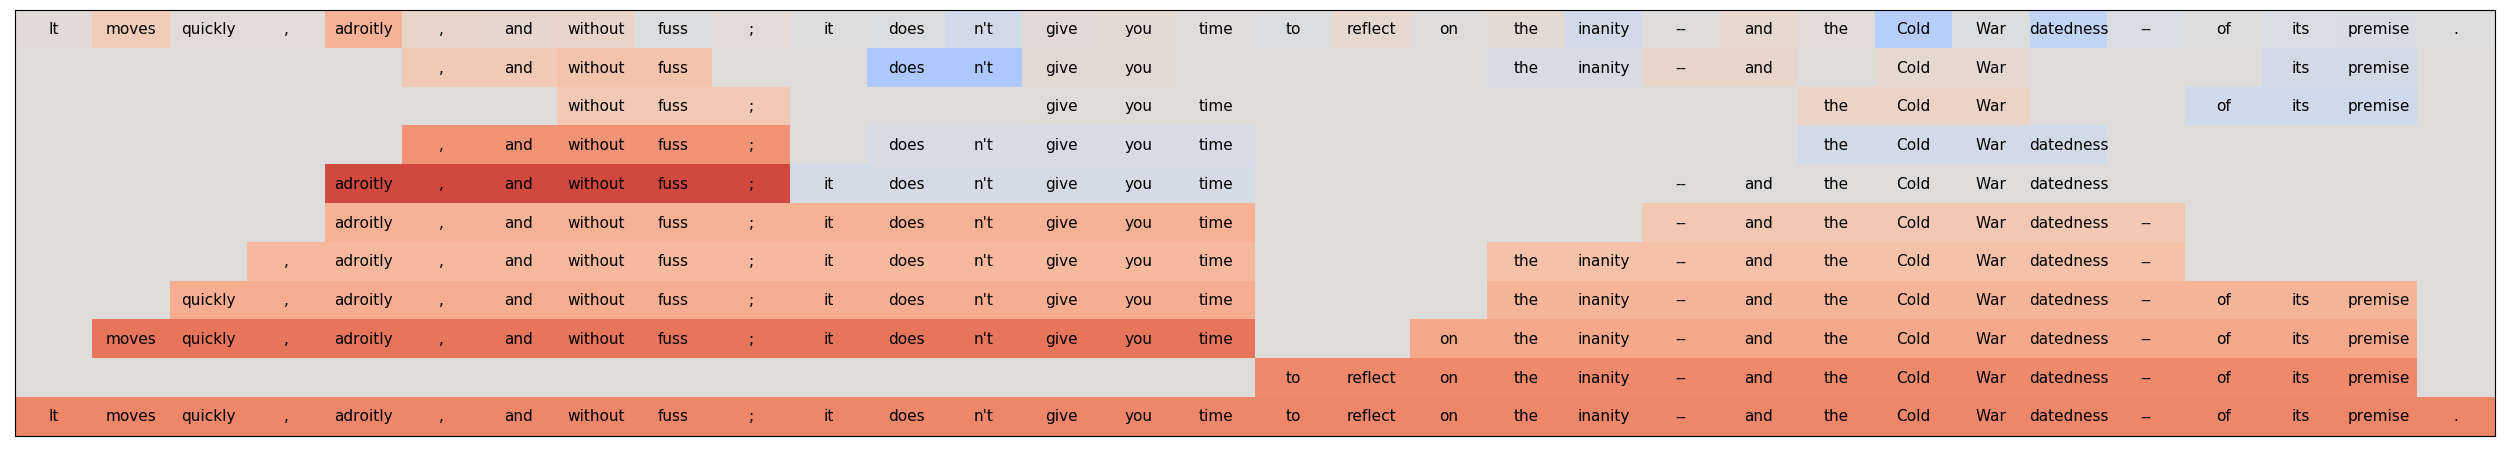 It moves quickly , adroitly , and without fuss ; it does n't give you time to reflect on the inanity -- and the Cold War datedness -- of its premise .
, and without fuss does n't give you the inanity -- and Cold War its premise
without fuss ; give you time the Cold War of its premise
, and without fuss ; does n't give you time the Cold War datedness
adroitly , and without fuss ; it does n't give you time -- and the Cold War datedness
adroitly , and without fuss ; it does n't give you time -- and the Cold War datedness --
, adroitly , and without fuss ; it does n't give you time the inanity -- and the Cold War datedness --
quickly , adroitly , and without fuss ; it does n't give you time the inanity -- and the Cold War datedness -- of its premise
moves quickly , adroitly , and without fuss ; it does n't give you time on the inanity -- and the Cold War datedness -- of its premise
to reflect on the inanity -- and the Cold War datedness -- of its premise
It moves quickly , adroitly , and without fuss ; it does n't give you time to reflect on the inanity -- and the Cold War datedness -- of its premise .